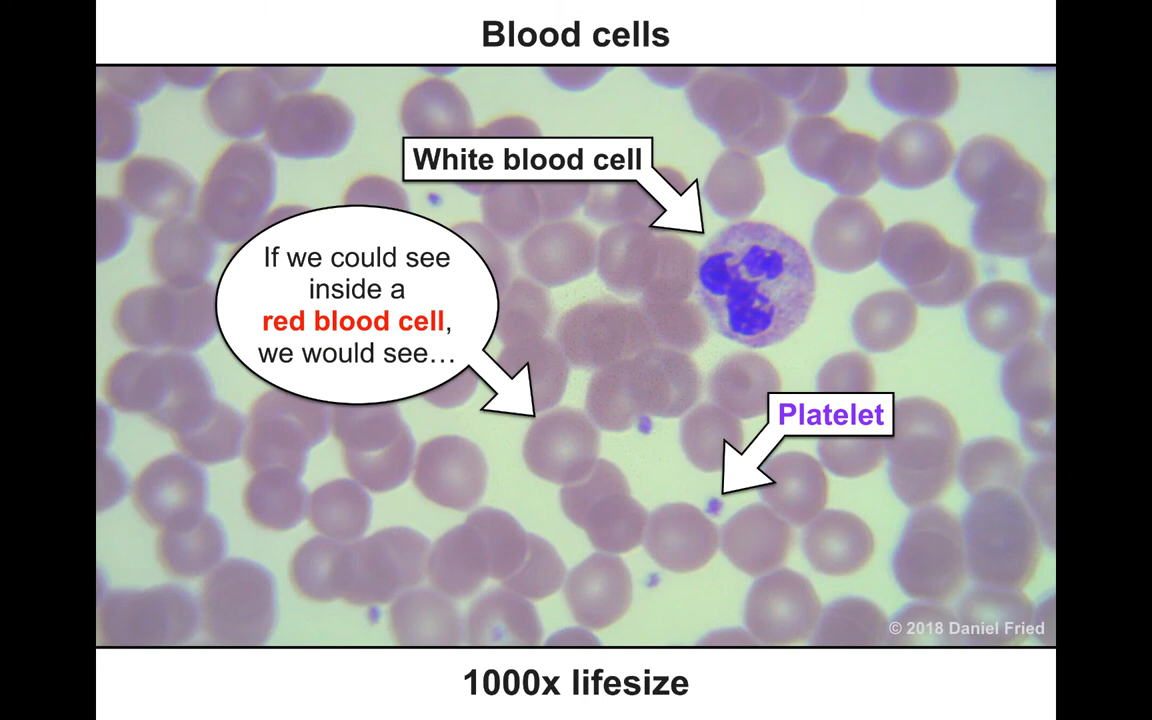 Blood cells
White blood cell
If we could see
inside a
red blood cell,
we would see…
Platelet
© 2018 Daniel Fried
1000x lifesize